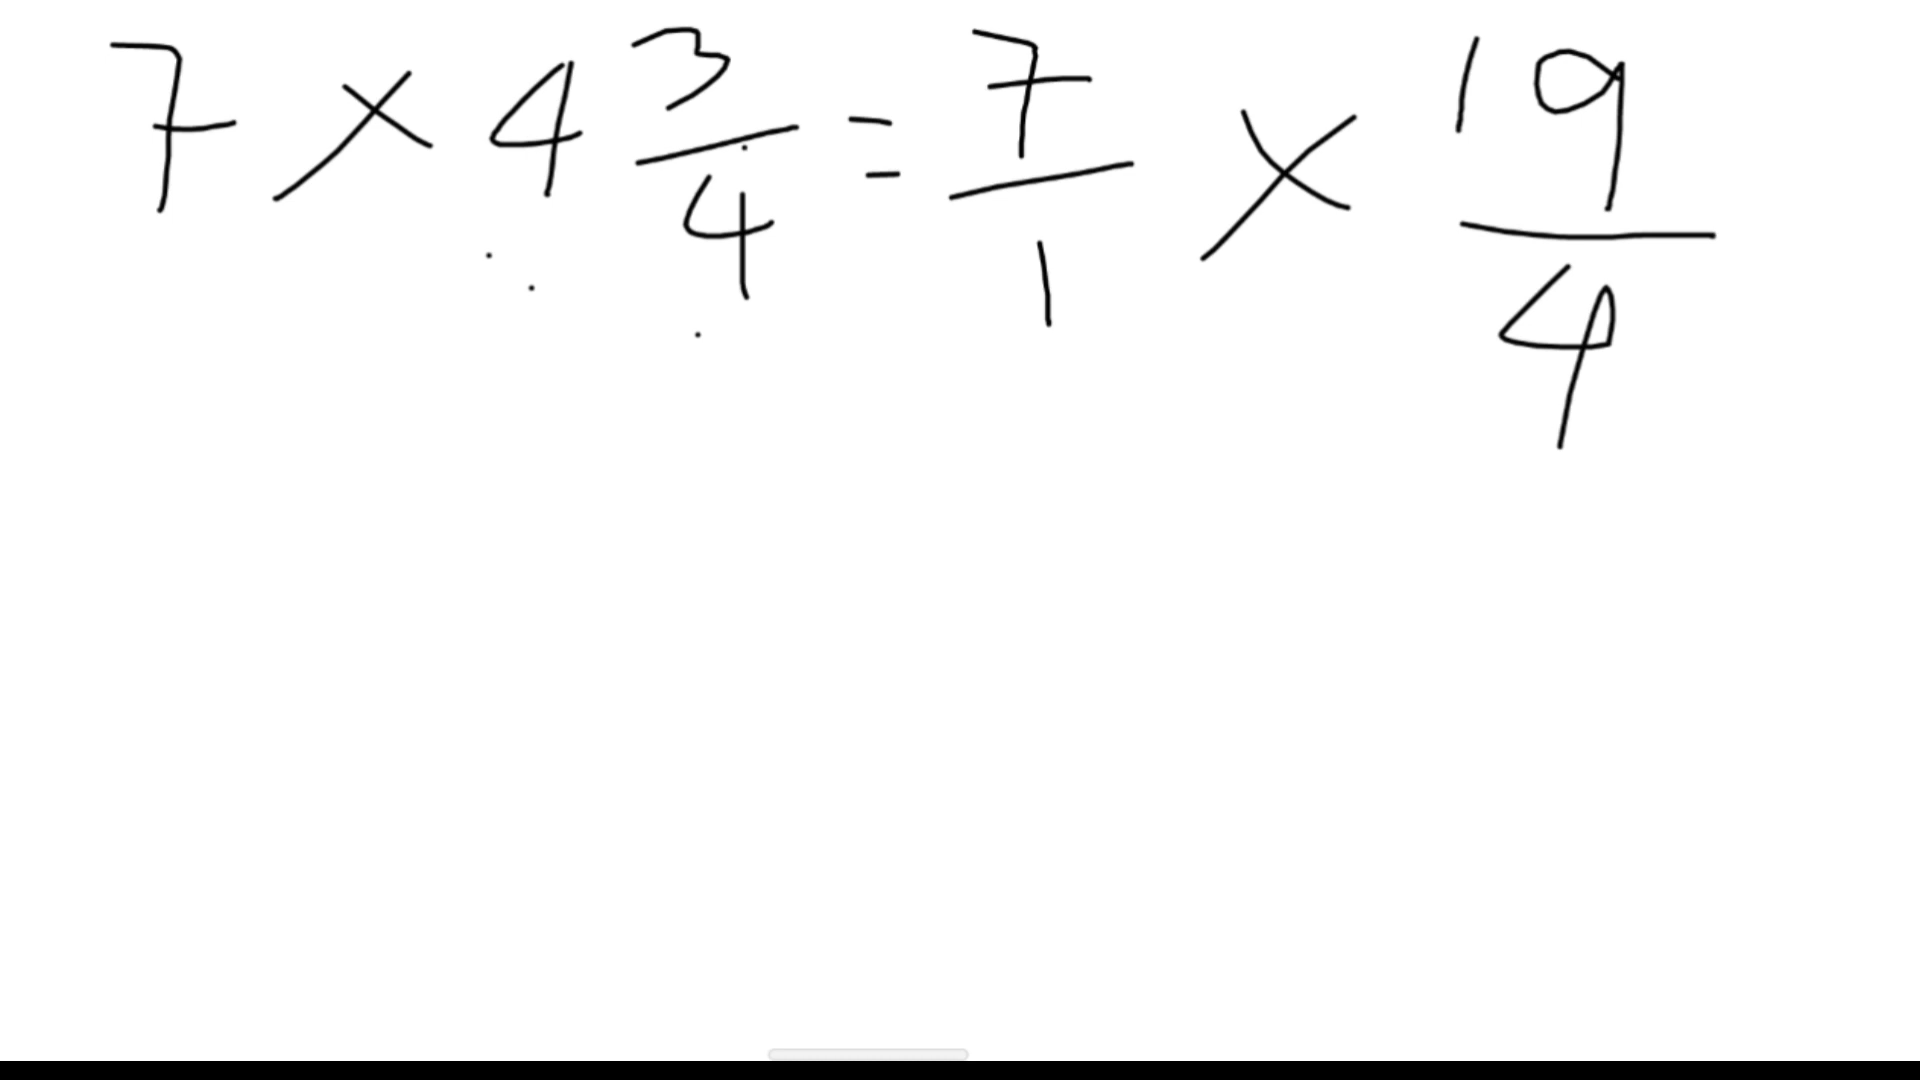 7 × 4 3/4 = 7/1 × 19/4